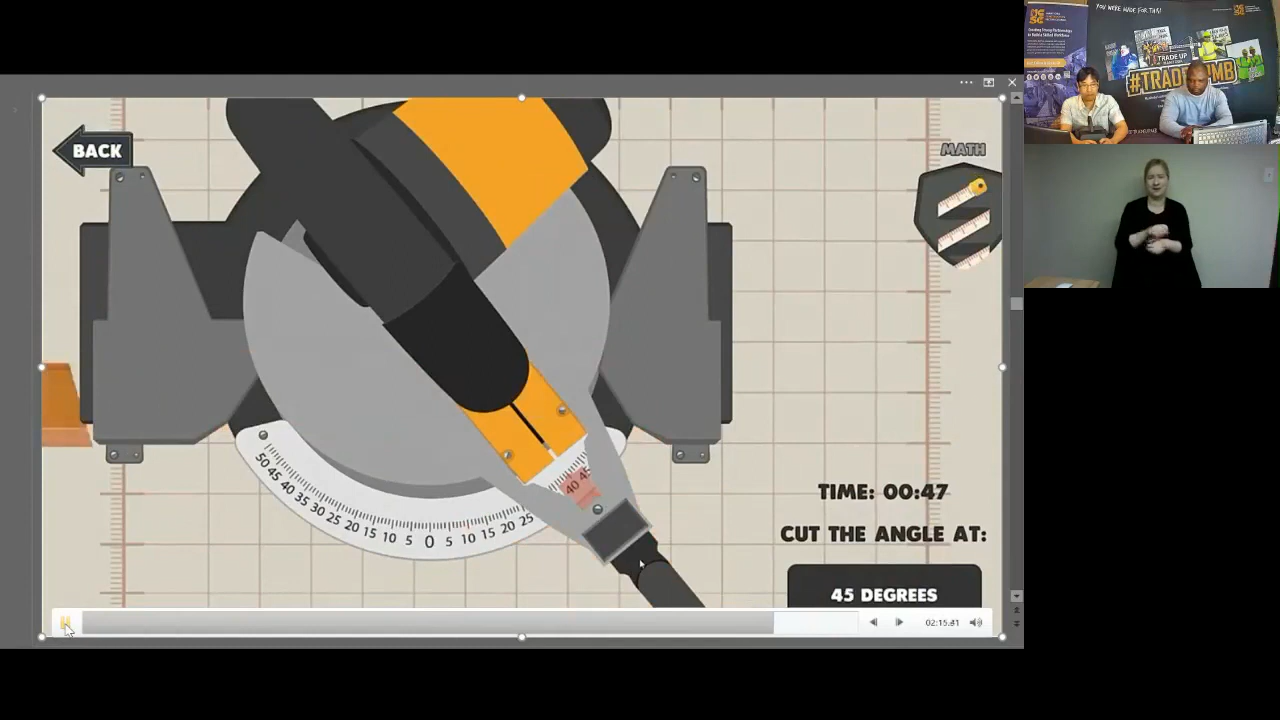 BACK
MATH
50 45 40 35 30 25 20 15 10 5 0 5 10 15 20 25
40 45
TIME: 00:47
CUT THE ANGLE AT:
45 DEGREES
02:15.41
YOU WERE MADE FOR THIS
TRADE UP